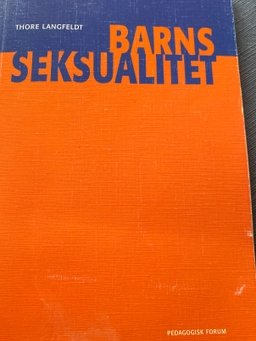 THORE LANGFELDT
BARNS
SEKSUALITET
PEDAGOGISK FORUM